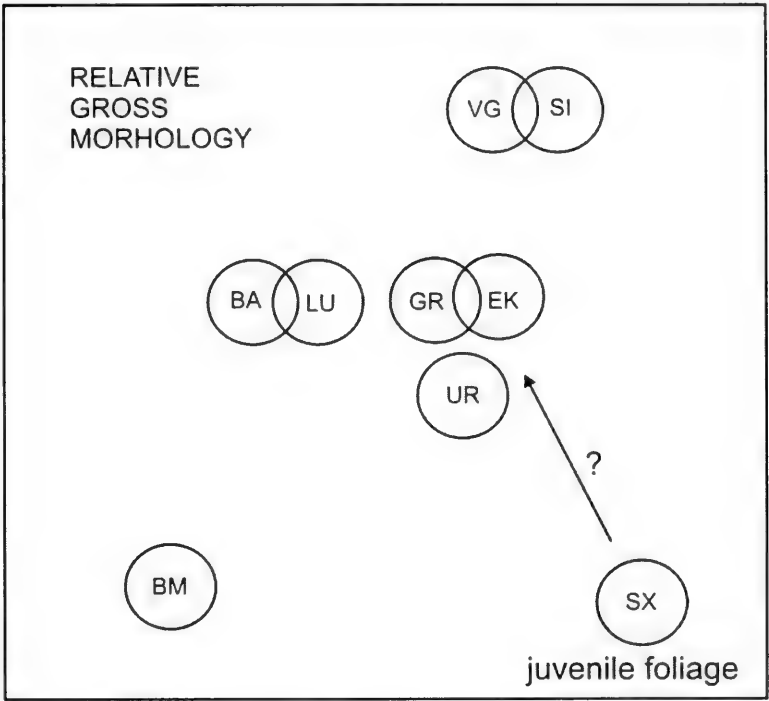 RELATIVE
GROSS
MORHOLOGY
VG SI
BA LU GR EK
UR
?
BM
SX
juvenile foliage